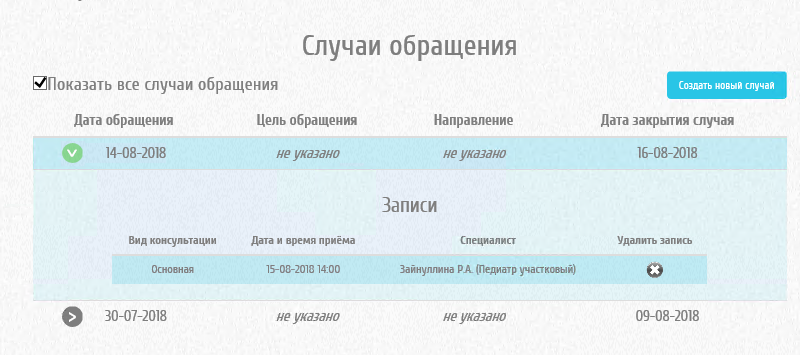 Случаи обращения
Показать все случаи обращения
Создать новый случай
Дата обращения Цель обращения Направление Дата закрытия случая
14-08-2018 не указано не указано 16-08-2018
Записи
Вид консультации Дата и время приёма Специалист Удалить запись
Основная 15-08-2018 14:00 Зайнуллина Р.А. (Педиатр участковый)
30-07-2018 не указано не указано 09-08-2018